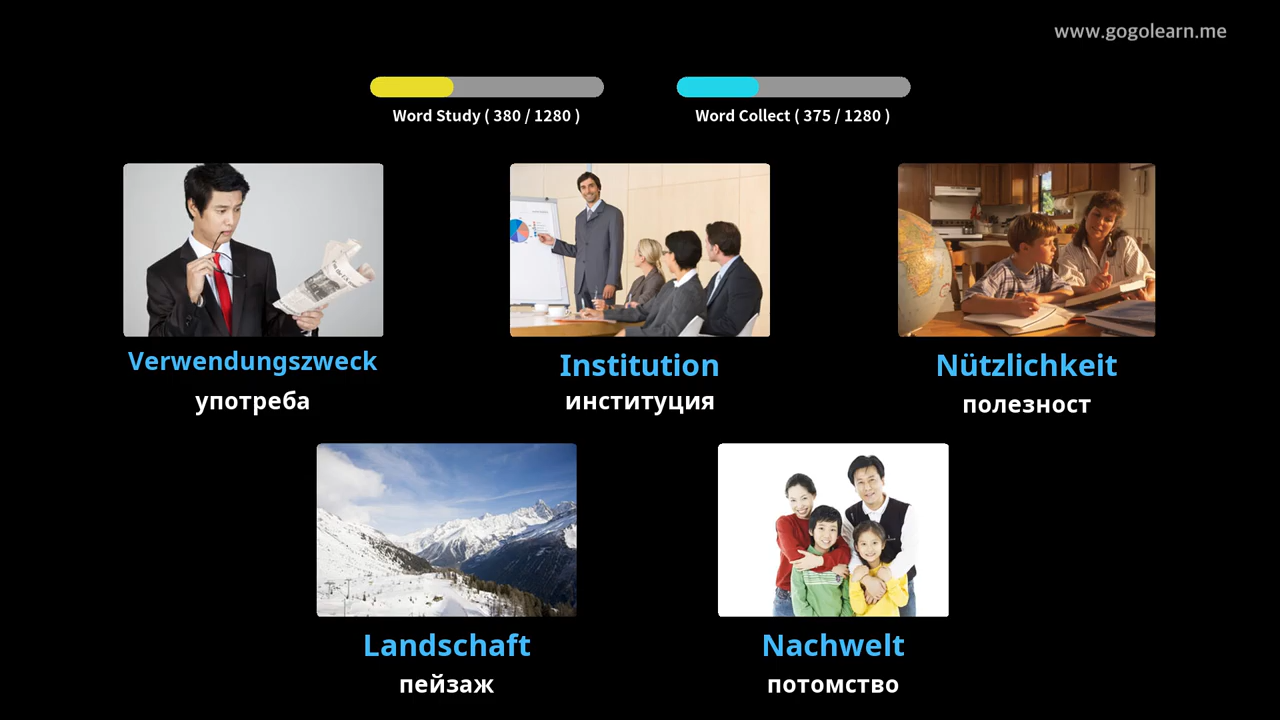 www.gogolearn.me
Word Study ( 380 / 1280 )
Word Collect ( 375 / 1280 )
Verwendungszweck
употреба
Institution
институция
Nützlichkeit
полезност
Landschaft
пейзаж
Nachwelt
потомство